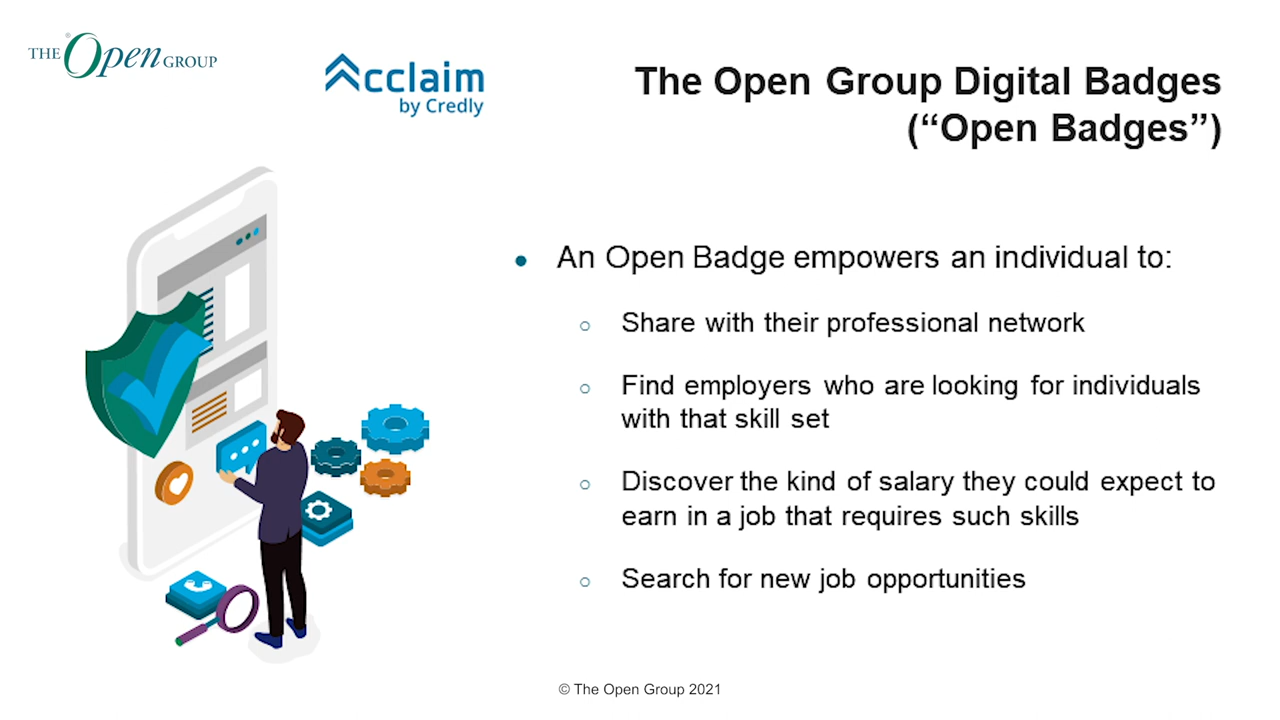 THE Open GROUP
Acclaim
by Credly
The Open Group Digital Badges
(“Open Badges”)
• An Open Badge empowers an individual to:
○ Share with their professional network
○ Find employers who are looking for individuals
with that skill set
○ Discover the kind of salary they could expect to
earn in a job that requires such skills
○ Search for new job opportunities
© The Open Group 2021